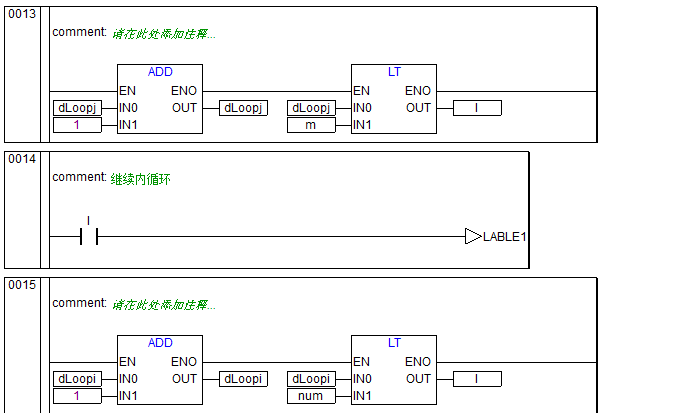 0013
comment: 请在此处添加注释...
ADD LT
EN ENO EN ENO
dLoopj IN0 OUT dLoopj dLoopj IN0 OUT I
1 IN1 m IN1
0014
comment: 继续内循环
I
LABLE1
0015
comment: 请在此处添加注释...
ADD LT
EN ENO EN ENO
dLoopi IN0 OUT dLoopi dLoopi IN0 OUT I
1 IN1 num IN1